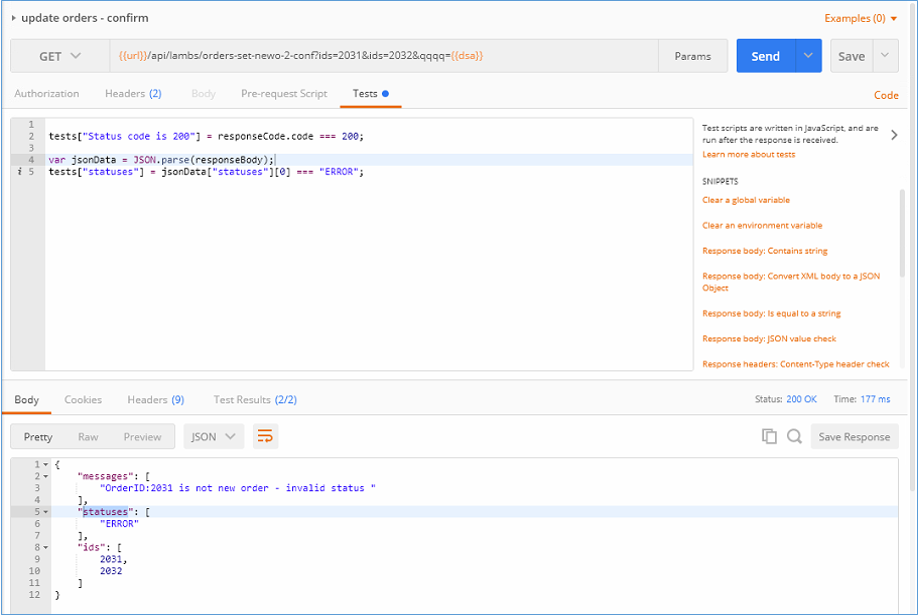 update orders - confirm
Examples (0)
GET
{{url}}/api/lambs/orders-set-newo-2-conf?ids=2031&ids=2032&qqqq={{dsa}}
Params
Send
Save
Authorization
Headers (2)
Body
Pre-request Script
Tests
Code
1
2 tests["Status code is 200"] = responseCode.code === 200;
3
4 var jsonData = JSON.parse(responseBody);
i 5 tests["statuses"] = jsonData["statuses"][0] === "ERROR";
Test scripts are written in JavaScript, and are
run after the response is received.
Learn more about tests
SNIPPETS
Clear a global variable
Clear an environment variable
Response body: Contains string
Response body: Convert XML body to a JSON
Object
Response body: Is equal to a string
Response body: JSON value check
Response headers: Content-Type header check
Body
Cookies
Headers (9)
Test Results (2/2)
Status: 200 OK
Time: 177 ms
Pretty
Raw
Preview
JSON
Save Response
1 {
2 "messages": [
3 "OrderID:2031 is not new order - invalid status "
4 ],
5 "statuses": [
6 "ERROR"
7 ],
8 "ids": [
9 2031,
10 2032
11 ]
12 }